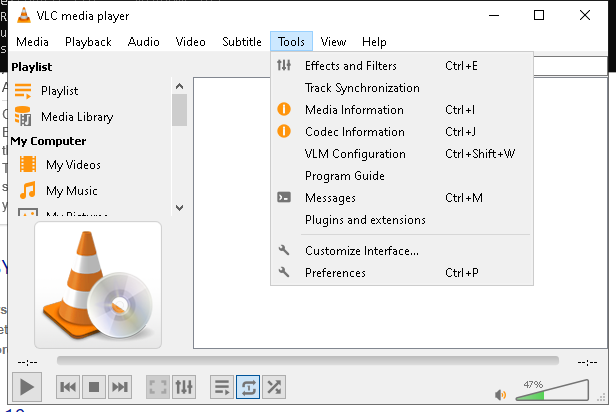 VLC media player
Media Playback Audio Video Subtitle Tools View Help
Playlist
Playlist
Media Library
My Computer
My Videos
My Music
My Pictures
Effects and Filters Ctrl+E
Track Synchronization
Media Information Ctrl+I
Codec Information Ctrl+J
VLM Configuration Ctrl+Shift+W
Program Guide
Messages Ctrl+M
Plugins and extensions
Customize Interface...
Preferences Ctrl+P
--:-- --:--
47%